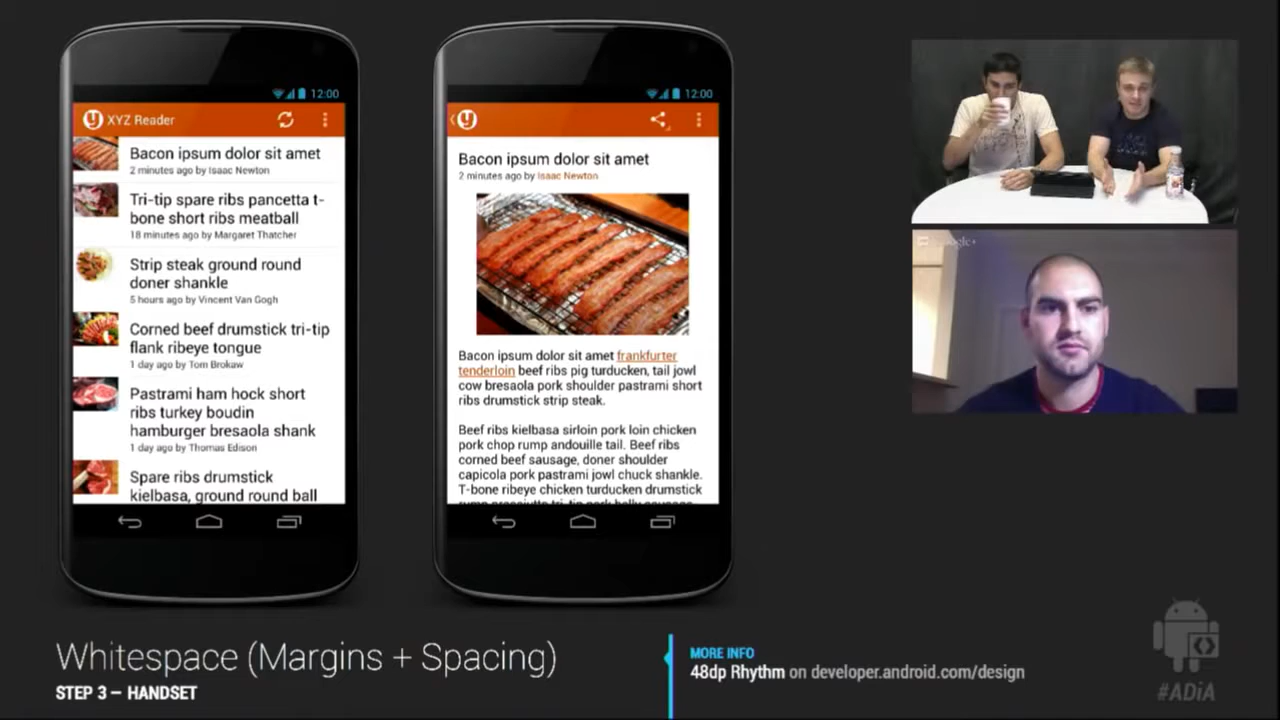 12:00
XYZ Reader
Bacon ipsum dolor sit amet
2 minutes ago by Isaac Newton
Tri-tip spare ribs pancetta t-
bone short ribs meatball
18 minutes ago by Margaret Thatcher
Strip steak ground round
doner shankle
5 hours ago by Vincent Van Gogh
Corned beef drumstick tri-tip
flank ribeye tongue
1 day ago by Tom Brokaw
Pastrami ham hock short
ribs turkey boudin
hamburger bresaola shank
1 day ago by Thomas Edison
Spare ribs drumstick
kielbasa, ground round ball
12:00
Bacon ipsum dolor sit amet
2 minutes ago by Isaac Newton
Bacon ipsum dolor sit amet frankfurter
tenderloin beef ribs pig turducken, tail jowl
cow bresaola pork shoulder pastrami short
ribs drumstick strip steak.
Beef ribs kielbasa sirloin pork loin chicken
pork chop rump andouille tail. Beef ribs
corned beef sausage, doner shoulder
capicola pork pastrami jowl chuck shankle.
T-bone ribeye chicken turducken drumstick
Whitespace (Margins + Spacing)
STEP 3 – HANDSET
MORE INFO
48dp Rhythm on developer.android.com/design
#ADiA